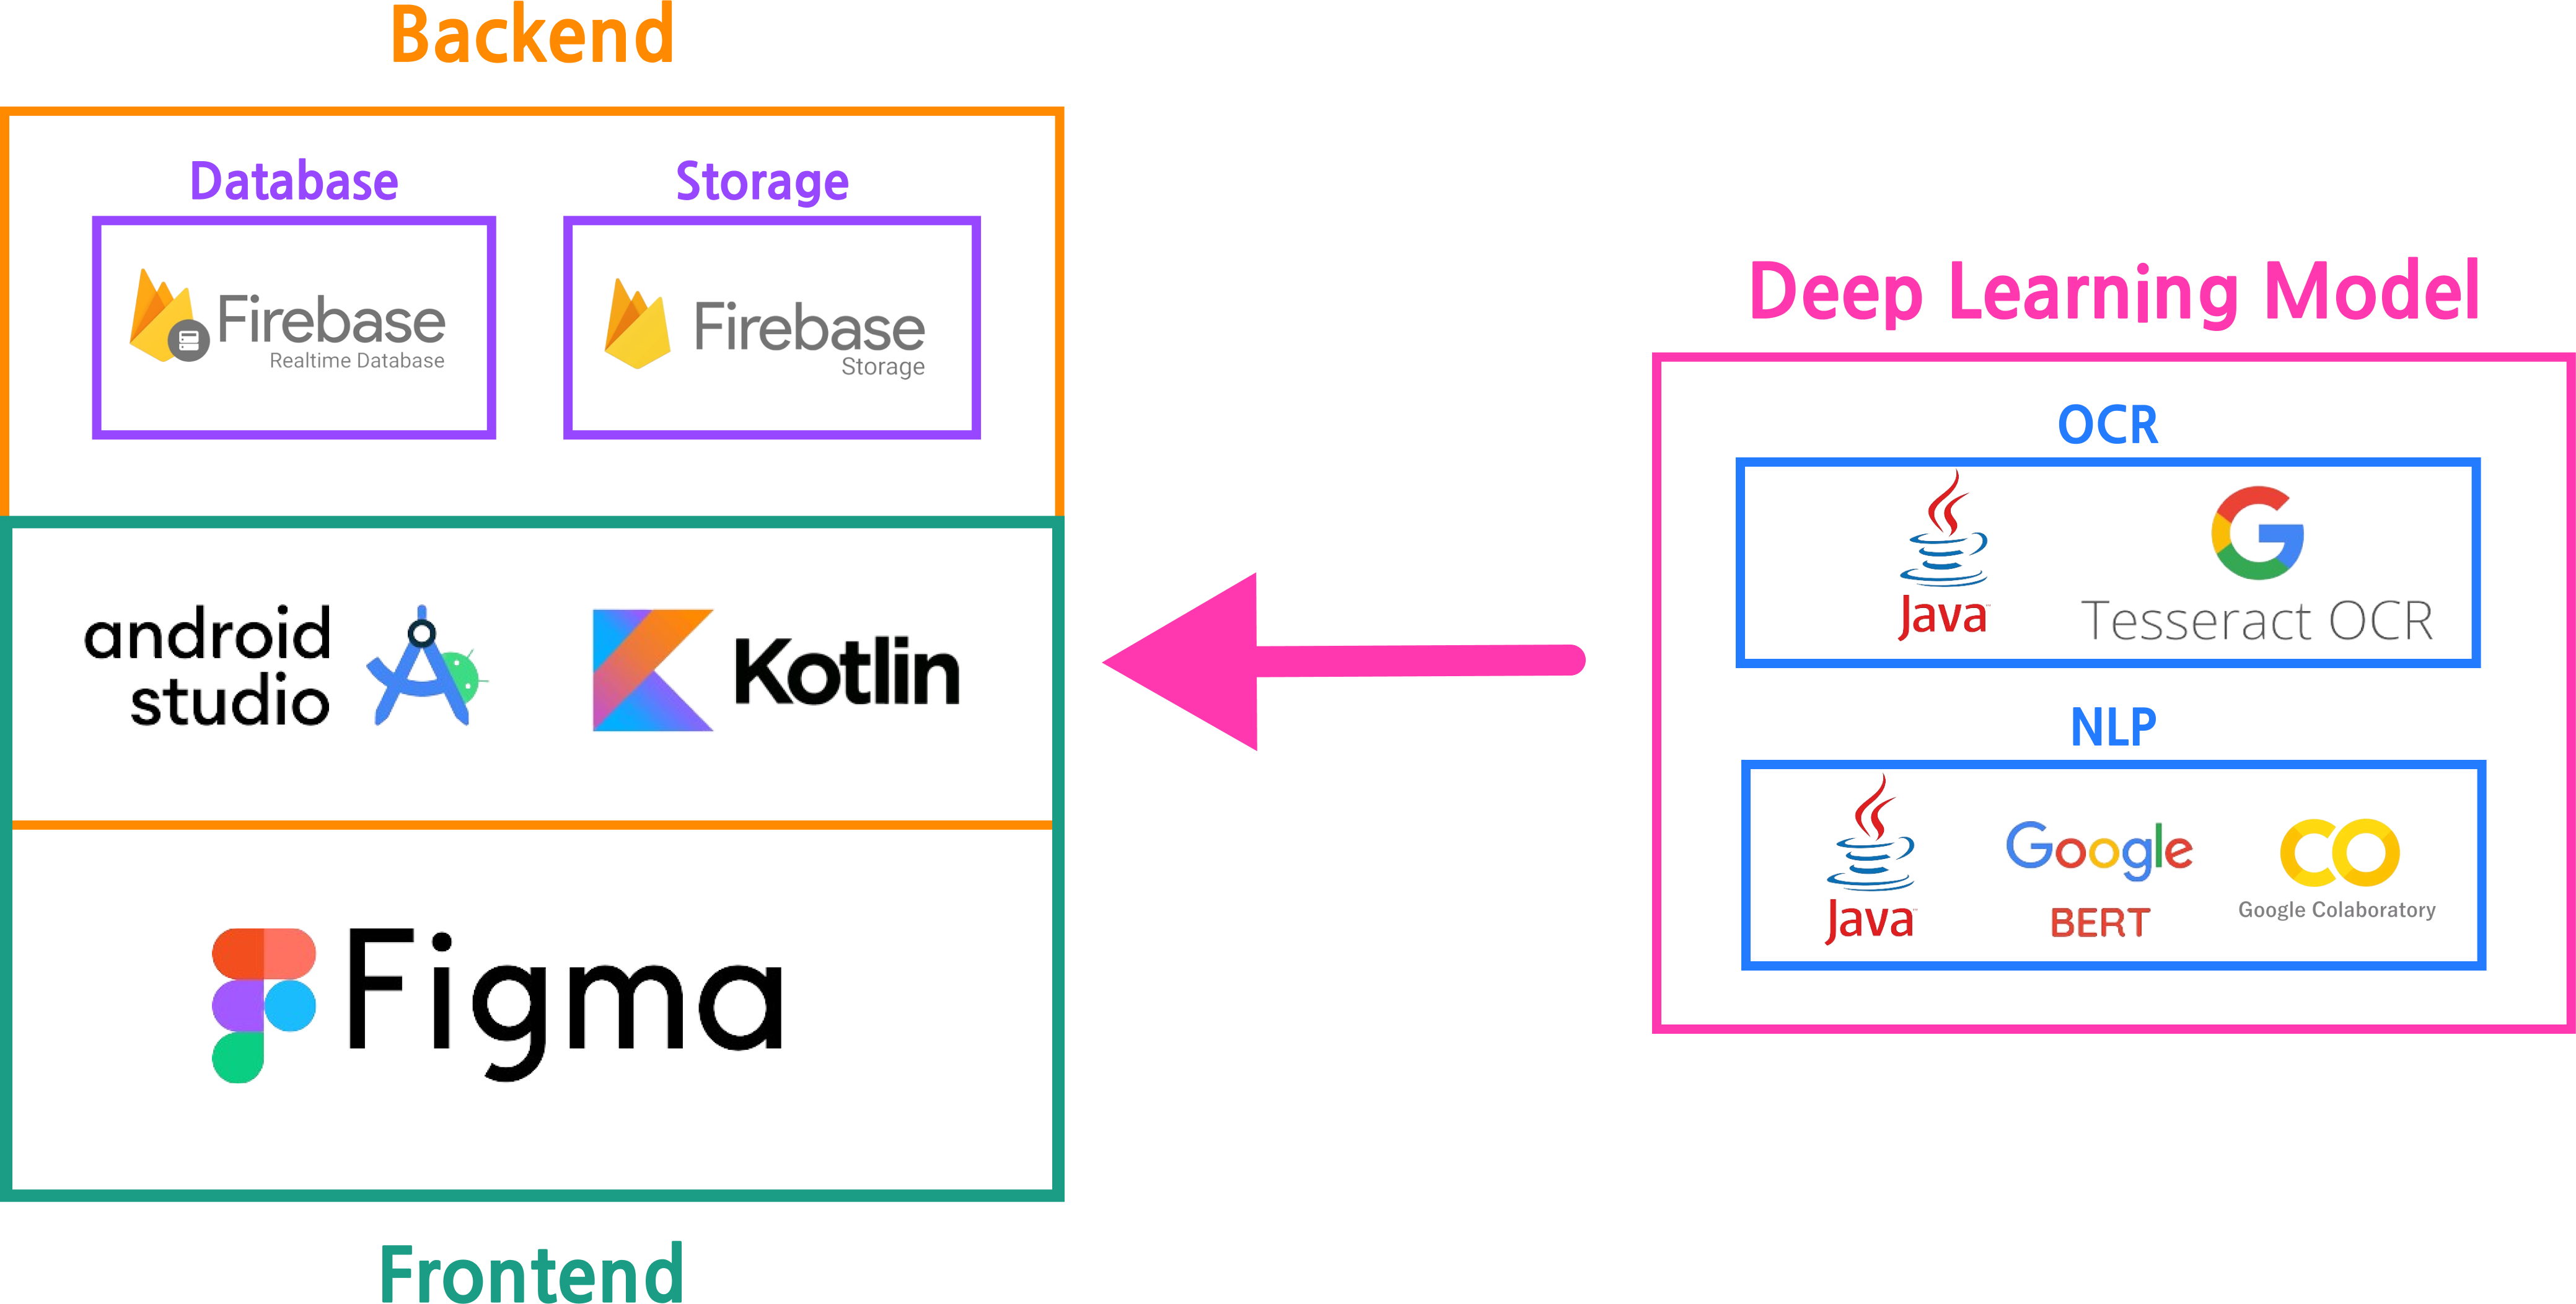 Backend
Database
Storage
Firebase
Realtime Database
Firebase
Storage
android
studio
Kotlin
Figma
Frontend
Deep Learning Model
OCR
Java
Tesseract OCR
NLP
Java
Google
BERT
CO
Google Colaboratory